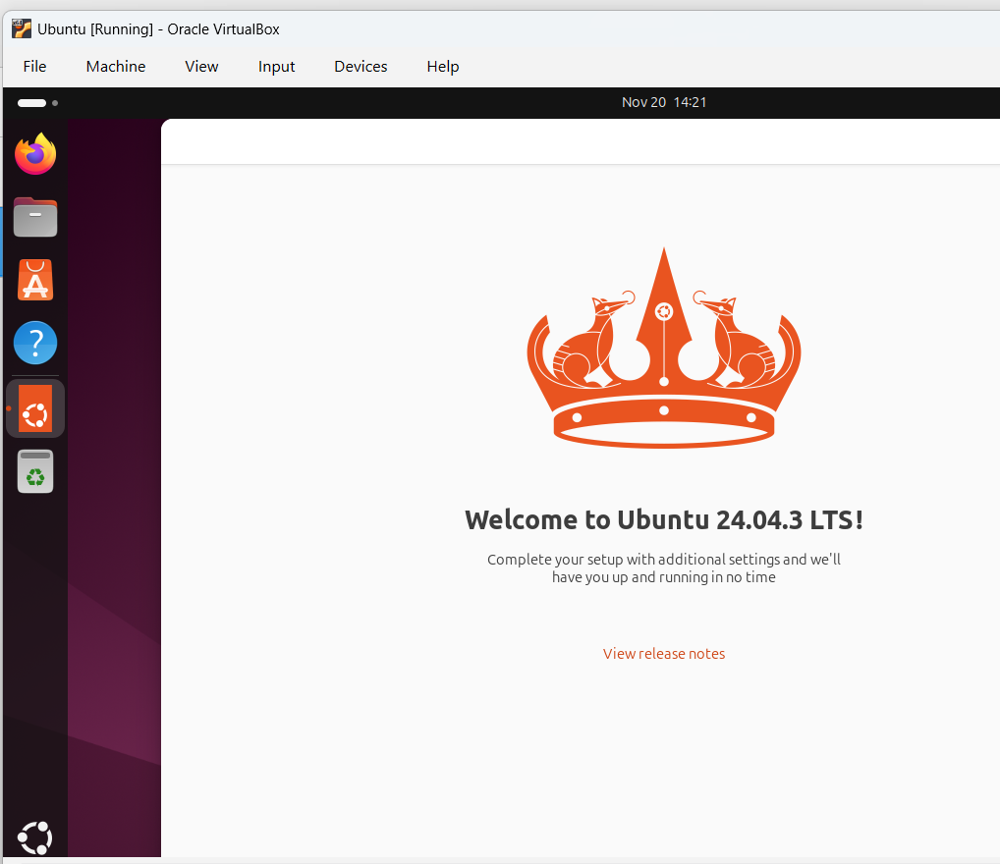 Ubuntu [Running] - Oracle VirtualBox
File Machine View Input Devices Help
Nov 20 14:21
Welcome to Ubuntu 24.04.3 LTS!
Complete your setup with additional settings and we'll
have you up and running in no time
View release notes